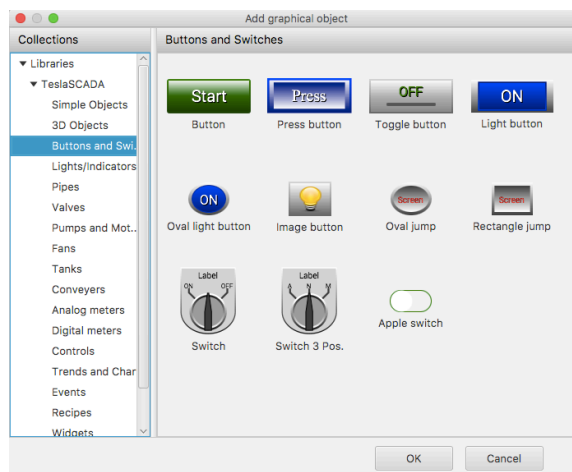 Add graphical object
Collections
Buttons and Switches
Libraries
TeslaSCADA
Simple Objects
3D Objects
Buttons and Swi..
Lights/Indicators
Pipes
Valves
Pumps and Mot..
Fans
Tanks
Conveyers
Analog meters
Digital meters
Controls
Trends and Char
Events
Recipes
Widgets
Start
Press
OFF
ON
Button
Press button
Toggle button
Light button
ON
Screen
Screen
Oval light button
Image button
Oval jump
Rectangle jump
Label
ON OFF
Label
A N M
Switch
Switch 3 Pos.
Apple switch
OK
Cancel